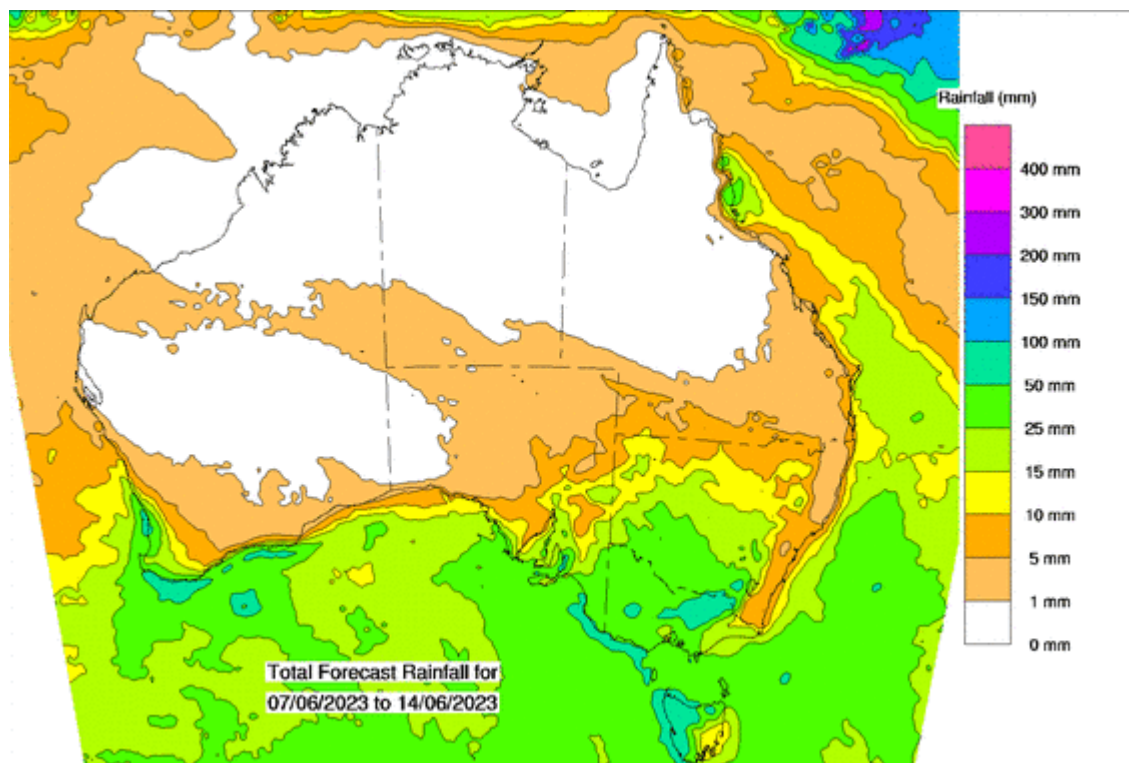 Rainfall (mm)
400 mm
300 mm
200 mm
150 mm
100 mm
50 mm
25 mm
15 mm
10 mm
5 mm
1 mm
0 mm
Total Forecast Rainfall for
07/06/2023 to 14/06/2023